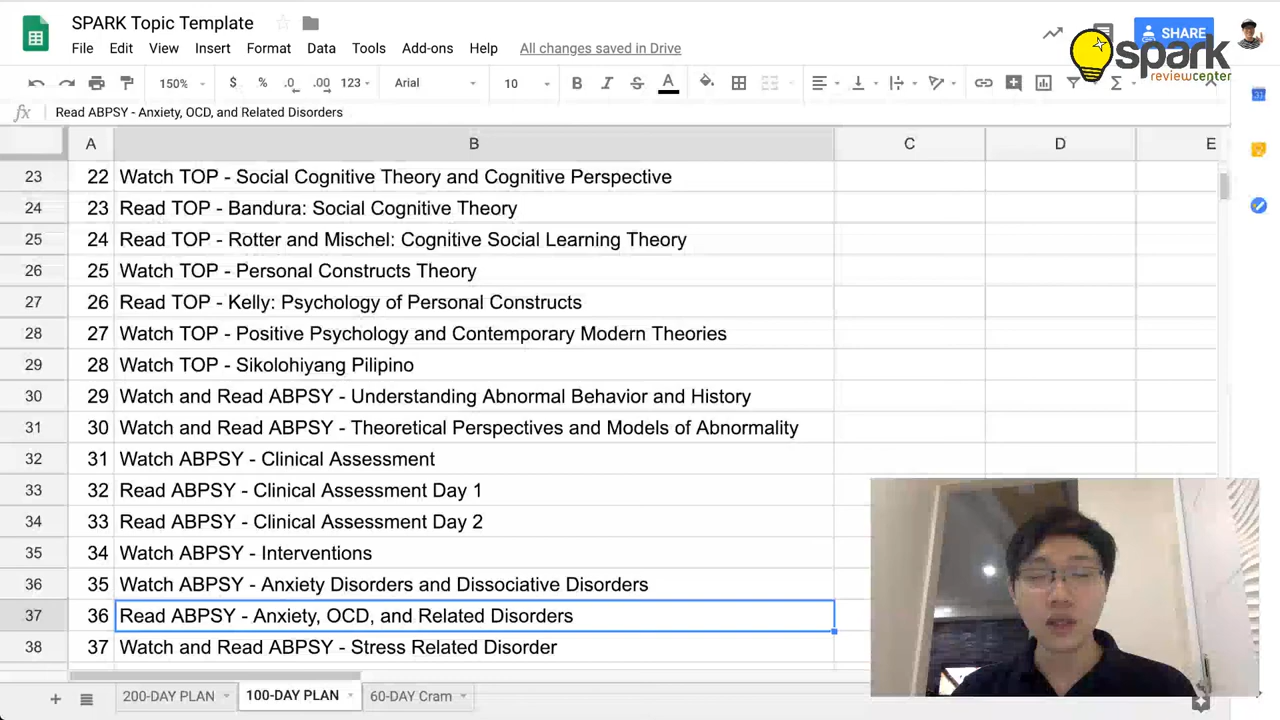 SPARK Topic Template
File Edit View Insert Format Data Tools Add-ons Help All changes saved in Drive
SHARE
spark
reviewcenter
150% $ % .0 .00 123 Arial 10 B I S A
fx Read ABPSY - Anxiety, OCD, and Related Disorders
A B C D E
23 22 Watch TOP - Social Cognitive Theory and Cognitive Perspective
24 23 Read TOP - Bandura: Social Cognitive Theory
25 24 Read TOP - Rotter and Mischel: Cognitive Social Learning Theory
26 25 Watch TOP - Personal Constructs Theory
27 26 Read TOP - Kelly: Psychology of Personal Constructs
28 27 Watch TOP - Positive Psychology and Contemporary Modern Theories
29 28 Watch TOP - Sikolohiyang Pilipino
30 29 Watch and Read ABPSY - Understanding Abnormal Behavior and History
31 30 Watch and Read ABPSY - Theoretical Perspectives and Models of Abnormality
32 31 Watch ABPSY - Clinical Assessment
33 32 Read ABPSY - Clinical Assessment Day 1
34 33 Read ABPSY - Clinical Assessment Day 2
35 34 Watch ABPSY - Interventions
36 35 Watch ABPSY - Anxiety Disorders and Dissociative Disorders
37 36 Read ABPSY - Anxiety, OCD, and Related Disorders
38 37 Watch and Read ABPSY - Stress Related Disorder
200-DAY PLAN 100-DAY PLAN 60-DAY Cram